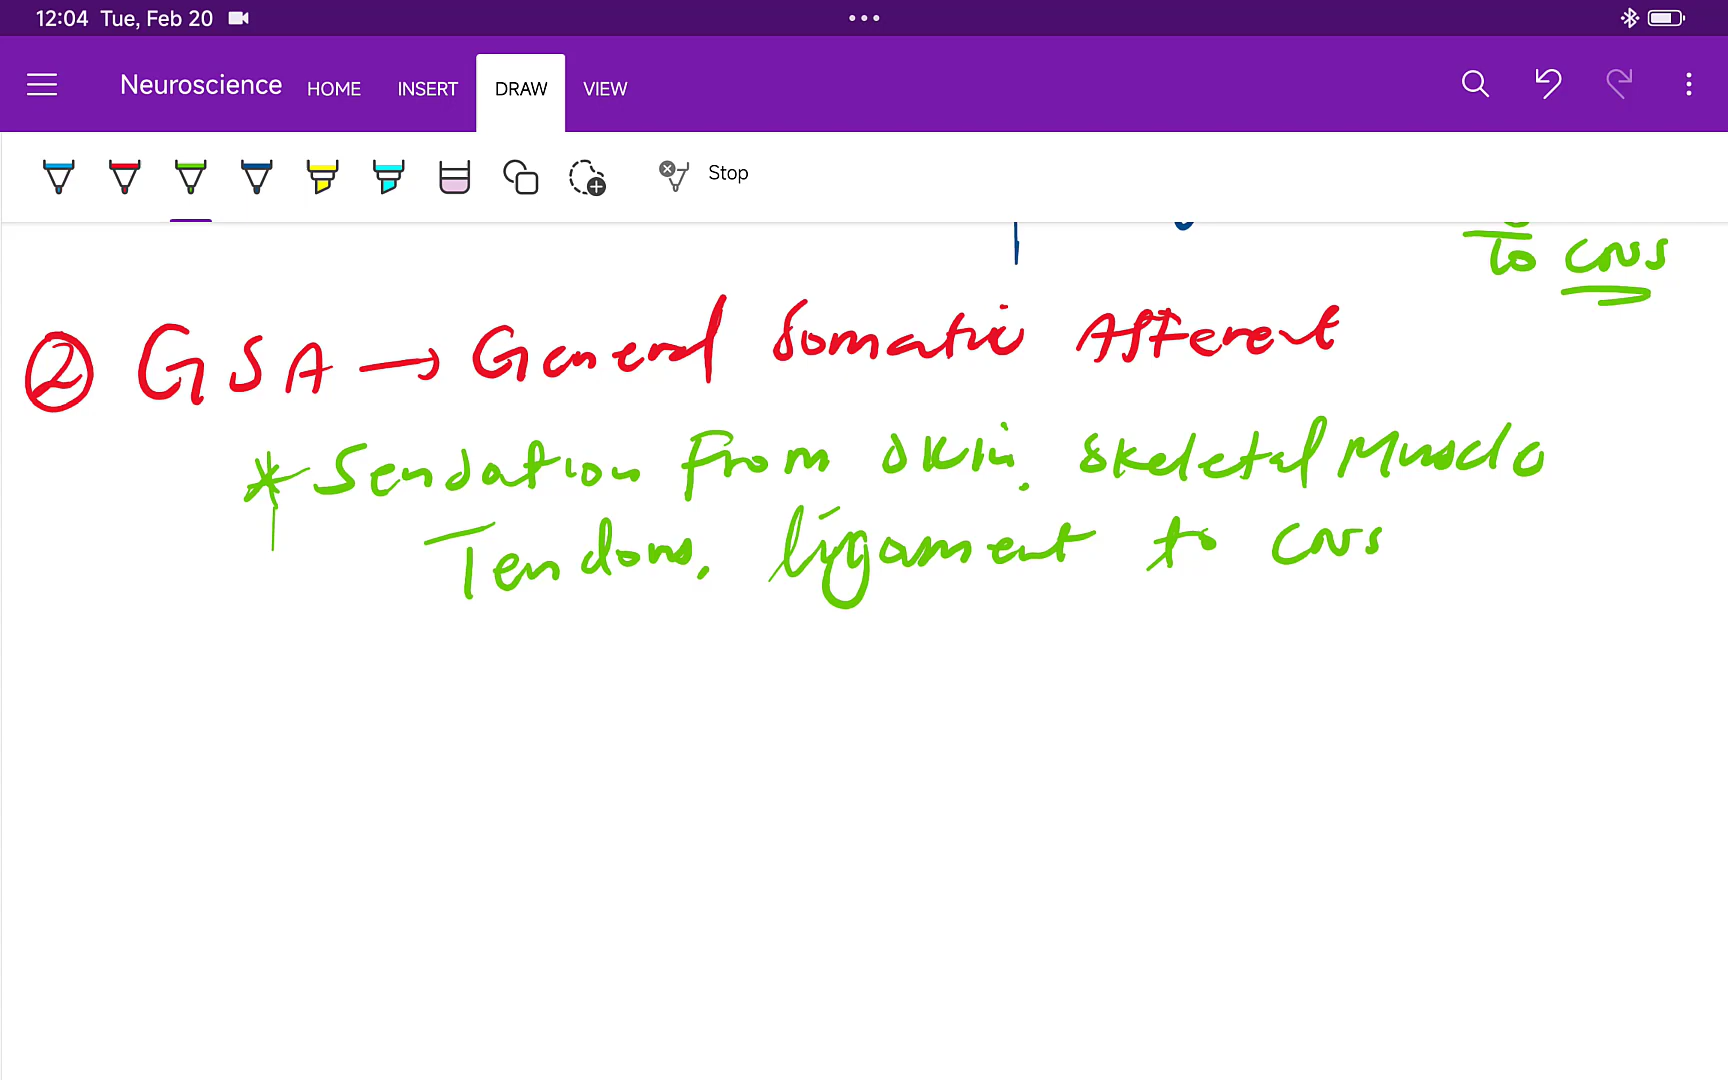 12:04 Tue, Feb 20
Neuroscience HOME INSERT DRAW VIEW
Stop
To CNS
② GSA → General Somatic Afferent
* Sensation From skin, skeletal Muscle
Tendons, ligament to CNS